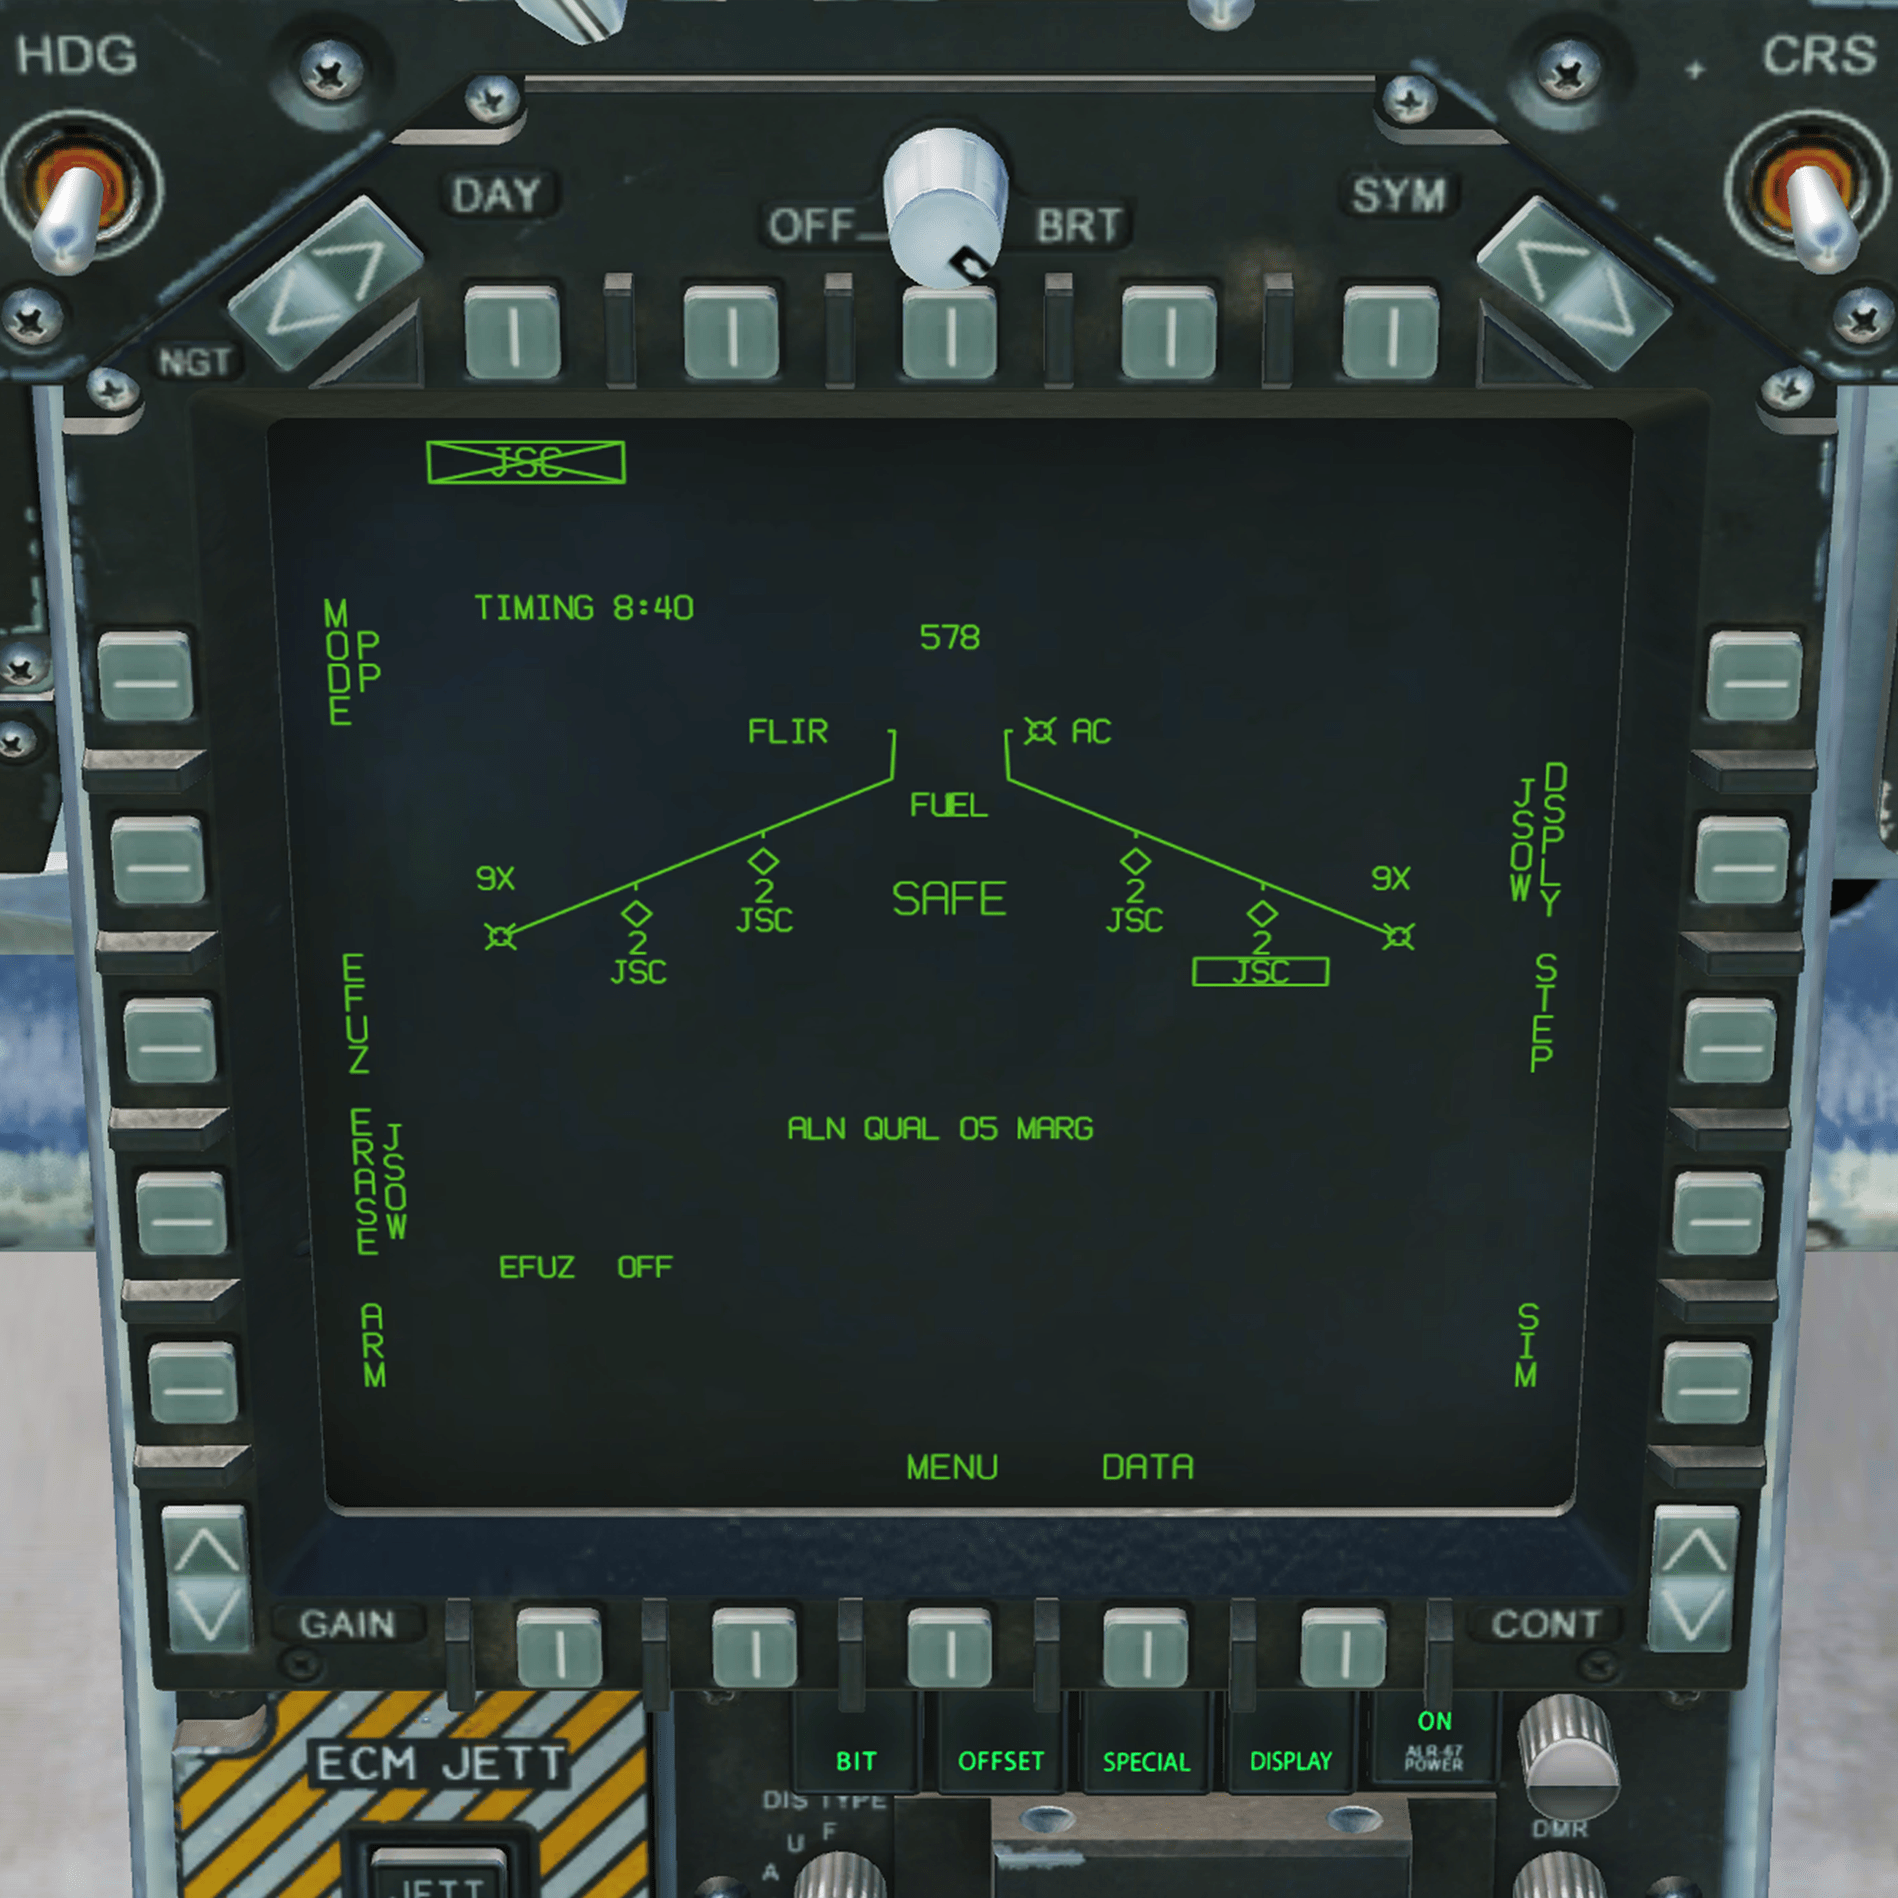 HDG
CRS
DAY
OFF
BRT
SYM
NGT
JSC
TIMING 8:40
578
MODE
PP
FLIR
AC
FUEL
JSOW
DSPLY
9X
9X
SAFE
2
JSC
2
JSC
2
JSC
2
JSC
EFUZ
STEP
ALN QUAL 05 MARG
ERASE
JSOW
EFUZ OFF
ARM
SIM
MENU
DATA
GAIN
CONT
ECM JETT
BIT
OFFSET
SPECIAL
DISPLAY
ON
ALR-67
POWER
DIS TYPE
F
U
A
DMR
JETT